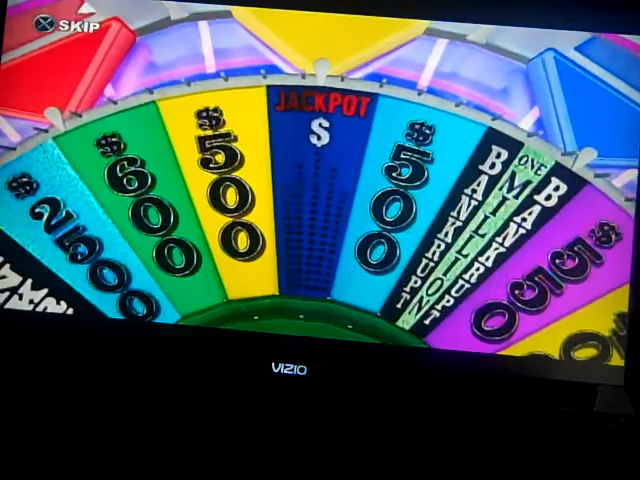 SKIP
$2500
$600
$500
JACKPOT
$
$500
BANKRUPT
ONE MILLION
BANKRUPT
$550
VIZIO